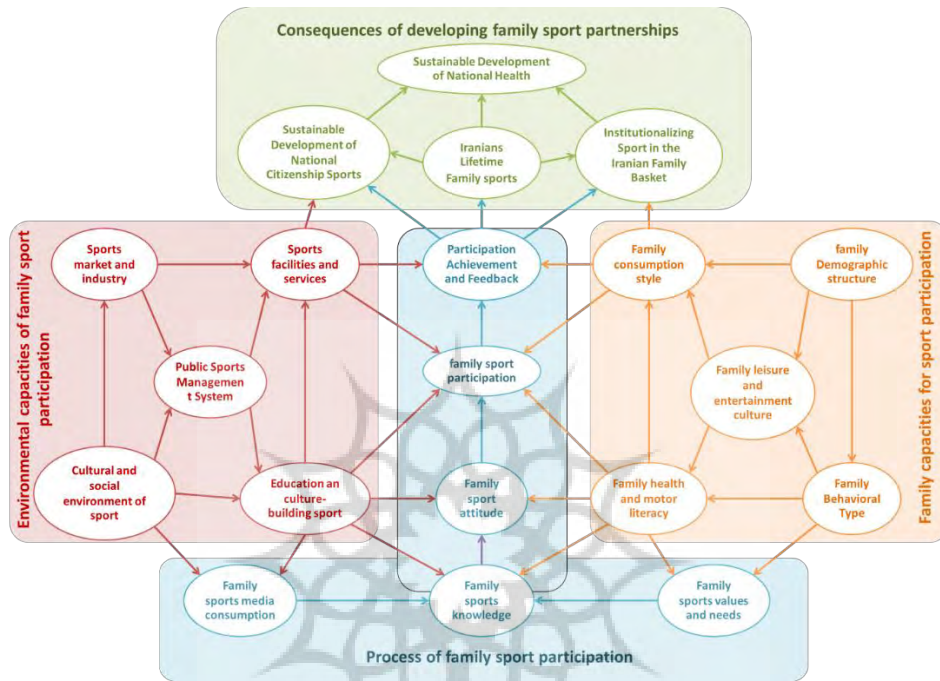 Consequences of developing family sport partnerships
Sustainable Development
of National Health
Sustainable
Development of
National
Citizenship Sports
Iranians
Lifetime
Family sports
Institutionalizing
Sport in the
Iranian Family
Basket
Environmental capacities of family sport
participation
Sports
market and
industry
Sports
facilities and
services
Public Sports
Managemen
t System
Cultural and
social
environment of
sport
Education an
culture-
building sport
Participation
Achievement
and Feedback
family sport
participation
Family
sport
attitude
Family
sports
knowledge
Family
consumption
style
family
Demographic
structure
Family leisure
and
entertainment
culture
Family health
and motor
literacy
Family
Behavioral
Type
Family capacities for sport participation
Family
sports media
consumption
Family
sports values
and needs
Process of family sport participation